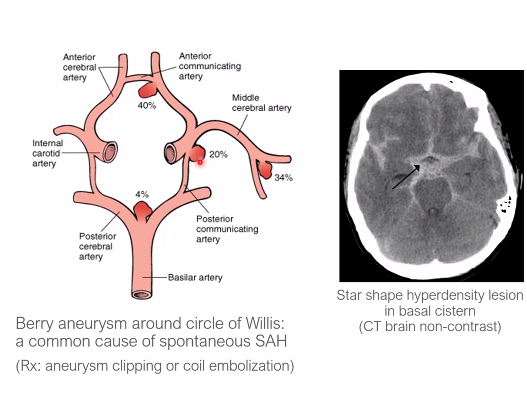 Anterior
cerebral
artery
Anterior
communicating
artery
40%
Middle
cerebral artery
Internal
carotid
artery
20%
34%
4%
Posterior
cerebral
artery
Posterior
communicating
artery
Basilar artery
Berry aneurysm around circle of Willis:
a common cause of spontaneous SAH
(Rx: aneurysm clipping or coil embolization)
Star shape hyperdensity lesion
in basal cistern
(CT brain non-contrast)